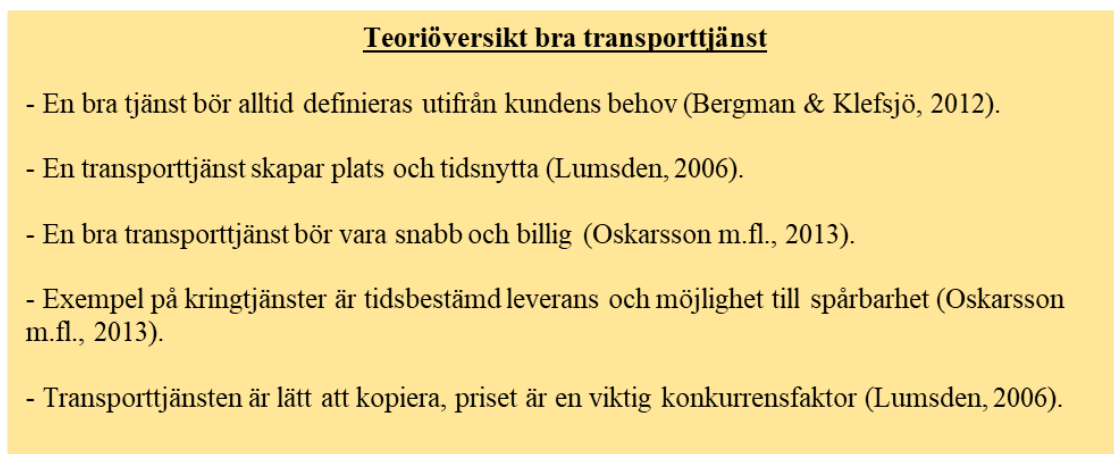 Teoriöversikt bra transporttjänst
- En bra tjänst bör alltid definieras utifrån kundens behov (Bergman & Klefsjö, 2012).
- En transporttjänst skapar plats och tidsnytta (Lumsden, 2006).
- En bra transporttjänst bör vara snabb och billig (Oskarsson m.fl., 2013).
- Exempel på kringtjänster är tidsbestämd leverans och möjlighet till spårbarhet (Oskarsson
m.fl., 2013).
- Transporttjänsten är lätt att kopiera, priset är en viktig konkurrensfaktor (Lumsden, 2006).